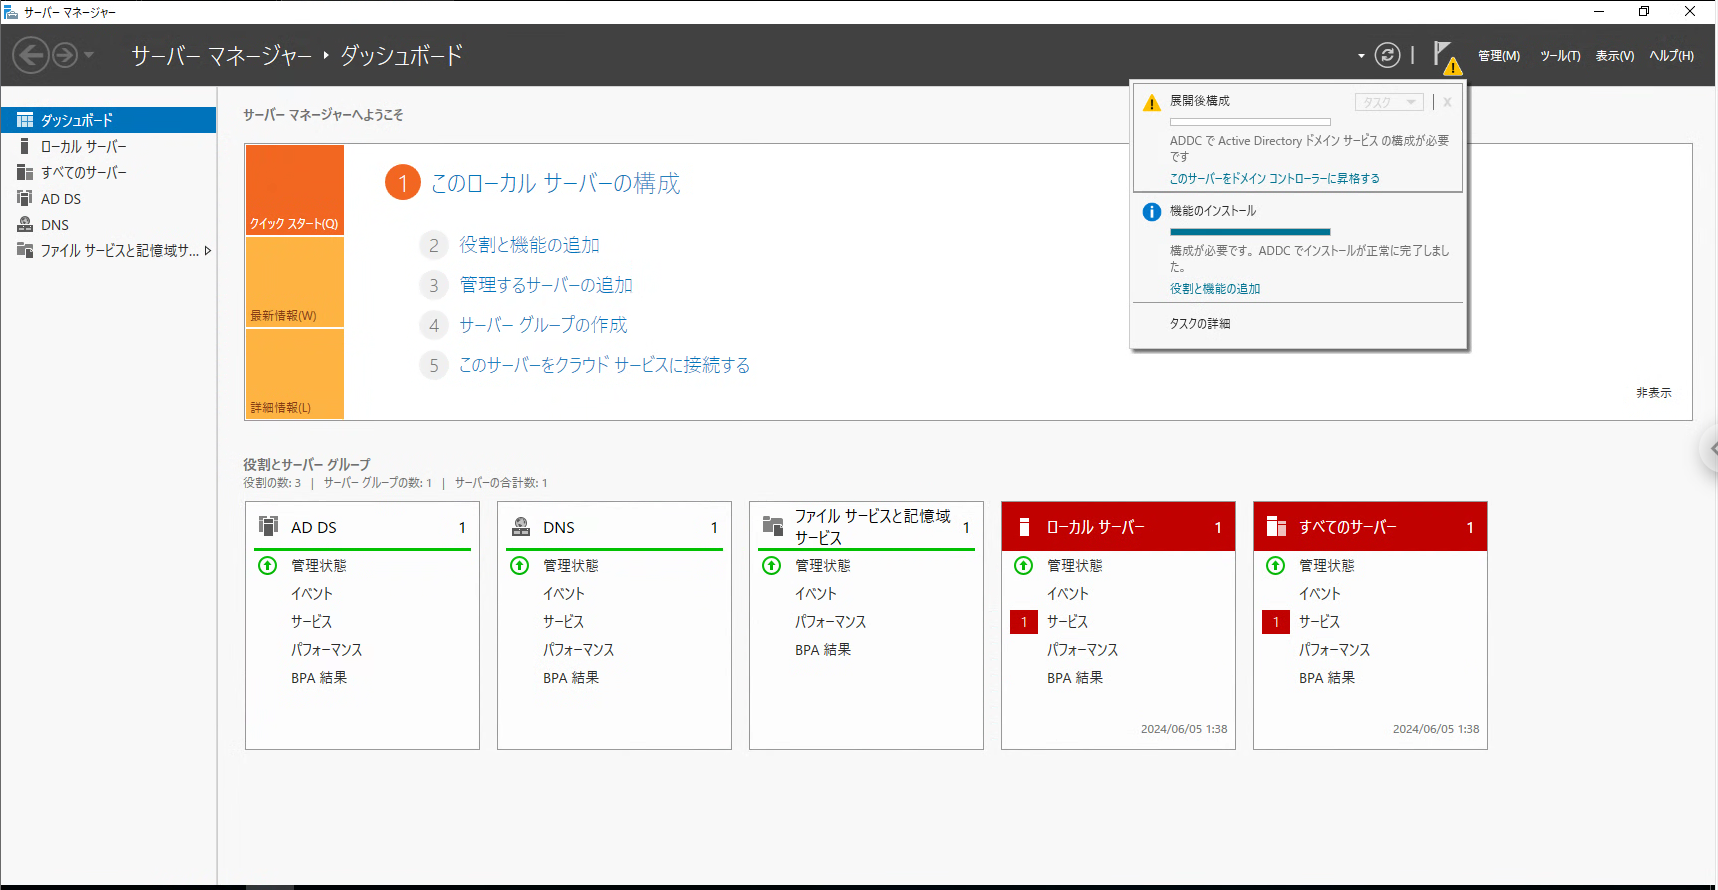 サーバー マネージャー
サーバー マネージャー ・ ダッシュボード
管理(M) ツール(T) 表示(V) ヘルプ(H)
ダッシュボード
ローカル サーバー
すべてのサーバー
AD DS
DNS
ファイル サービスと記憶域サ...
サーバー マネージャーへようこそ
クイック スタート(Q)
最新情報(W)
詳細情報(L)
1 このローカル サーバーの構成
2 役割と機能の追加
3 管理するサーバーの追加
4 サーバー グループの作成
5 このサーバーをクラウド サービスに接続する
非表示
展開後構成
タスク
x
ADDC で Active Directory ドメイン サービス の構成が必要
です
このサーバーをドメイン コントローラーに昇格する
機能のインストール
構成が必要です。ADDC でインストールが正常に完了しまし
た。
役割と機能の追加
タスクの詳細
役割とサーバー グループ
役割の数: 3 | サーバー グループの数: 1 | サーバーの合計数: 1
AD DS 1
管理状態
イベント
サービス
パフォーマンス
BPA 結果
DNS 1
管理状態
イベント
サービス
パフォーマンス
BPA 結果
ファイル サービスと記憶域
サービス 1
管理状態
イベント
パフォーマンス
BPA 結果
ローカル サーバー 1
管理状態
イベント
1 サービス
パフォーマンス
BPA 結果
2024/06/05 1:38
すべてのサーバー 1
管理状態
イベント
1 サービス
パフォーマンス
BPA 結果
2024/06/05 1:38